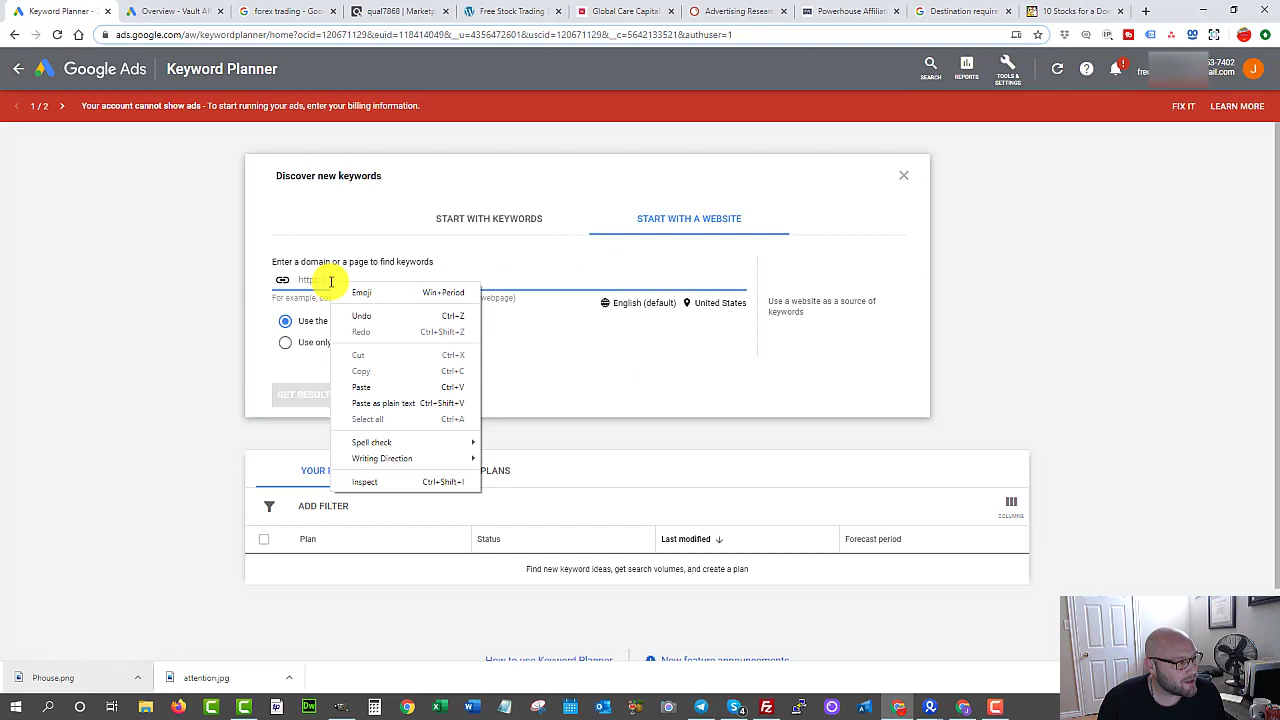 Keyword Planner -
Overview - Vault Aff
forex trading - Goo
qual7868 | Marketpl
Free Stock Trading
Global Care Capital
Advertising Resear
Powerhouse Affiliat
Destination require
10 Stocks for a Dow
ads.google.com/aw/keywordplanner/home?ocid=120671129&euid=118414049&__u=4356472601&uscid=120671129&__c=5642133521&authuser=1
Google Ads
Keyword Planner
SEARCH
REPORTS
TOOLS & SETTINGS
53-7402
free
mail.com
J
1 / 2
Your account cannot show ads - To start running your ads, enter your billing information.
FIX IT
LEARN MORE
Discover new keywords
START WITH KEYWORDS
START WITH A WEBSITE
Enter a domain or a page to find keywords
For example,
webpage)
English (default)
United States
Use a website as a source of
keywords
Use the
Use only
GET RESULT
Emoji Win+Period
Undo Ctrl+Z
Redo Ctrl+Shift+Z
Cut Ctrl+X
Copy Ctrl+C
Paste Ctrl+V
Paste as plain text Ctrl+Shift+V
Select all Ctrl+A
Spell check
Writing Direction
Inspect Ctrl+Shift+I
YOUR
PLANS
ADD FILTER
COLUMNS
Plan
Status
Last modified
Forecast period
Find new keyword ideas, get search volumes, and create a plan
How to use Keyword Planner
New feature announcements
Phouse.png
attention.jpg